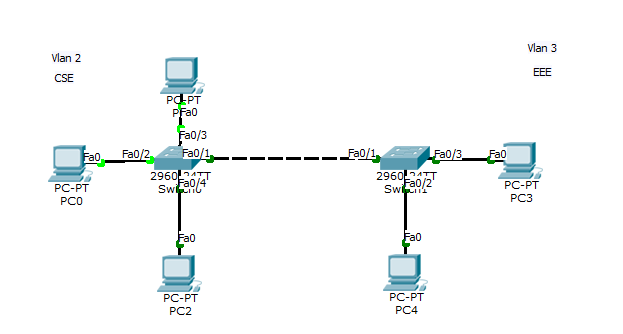 Vlan 2
CSE
Vlan 3
EEE
PC-PT
Fa0
Fa0/3
Fa0
Fa0/2
Fa0/1
Fa0/4
PC-PT
PC0
Fa0/1
Fa0/3
Fa0
Fa0/2
PC-PT
PC3
Fa0
PC-PT
PC2
Fa0
PC-PT
PC4